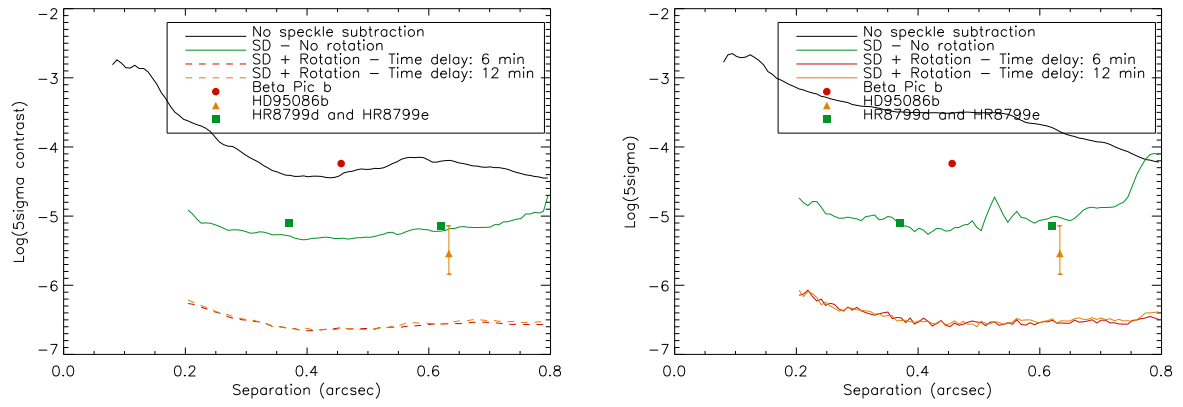 No speckle subtraction
SD − No rotation
SD + Rotation − Time delay: 6 min
SD + Rotation − Time delay: 12 min
Beta Pic b
HD95086b
HR8799d and HR8799e
Log(5sigma contrast)
−3
−4
−5
−6
−7
0.0 0.2 0.4 0.6 0.8
Separation (arcsec)
No speckle subtraction
SD − No rotation
SD + Rotation − Time delay: 6 min
SD + Rotation − Time delay: 12 min
Beta Pic b
HD95086b
HR8799d and HR8799e
Log(5sigma)
−3
−4
−5
−6
−7
0.0 0.2 0.4 0.6 0.8
Separation (arcsec)